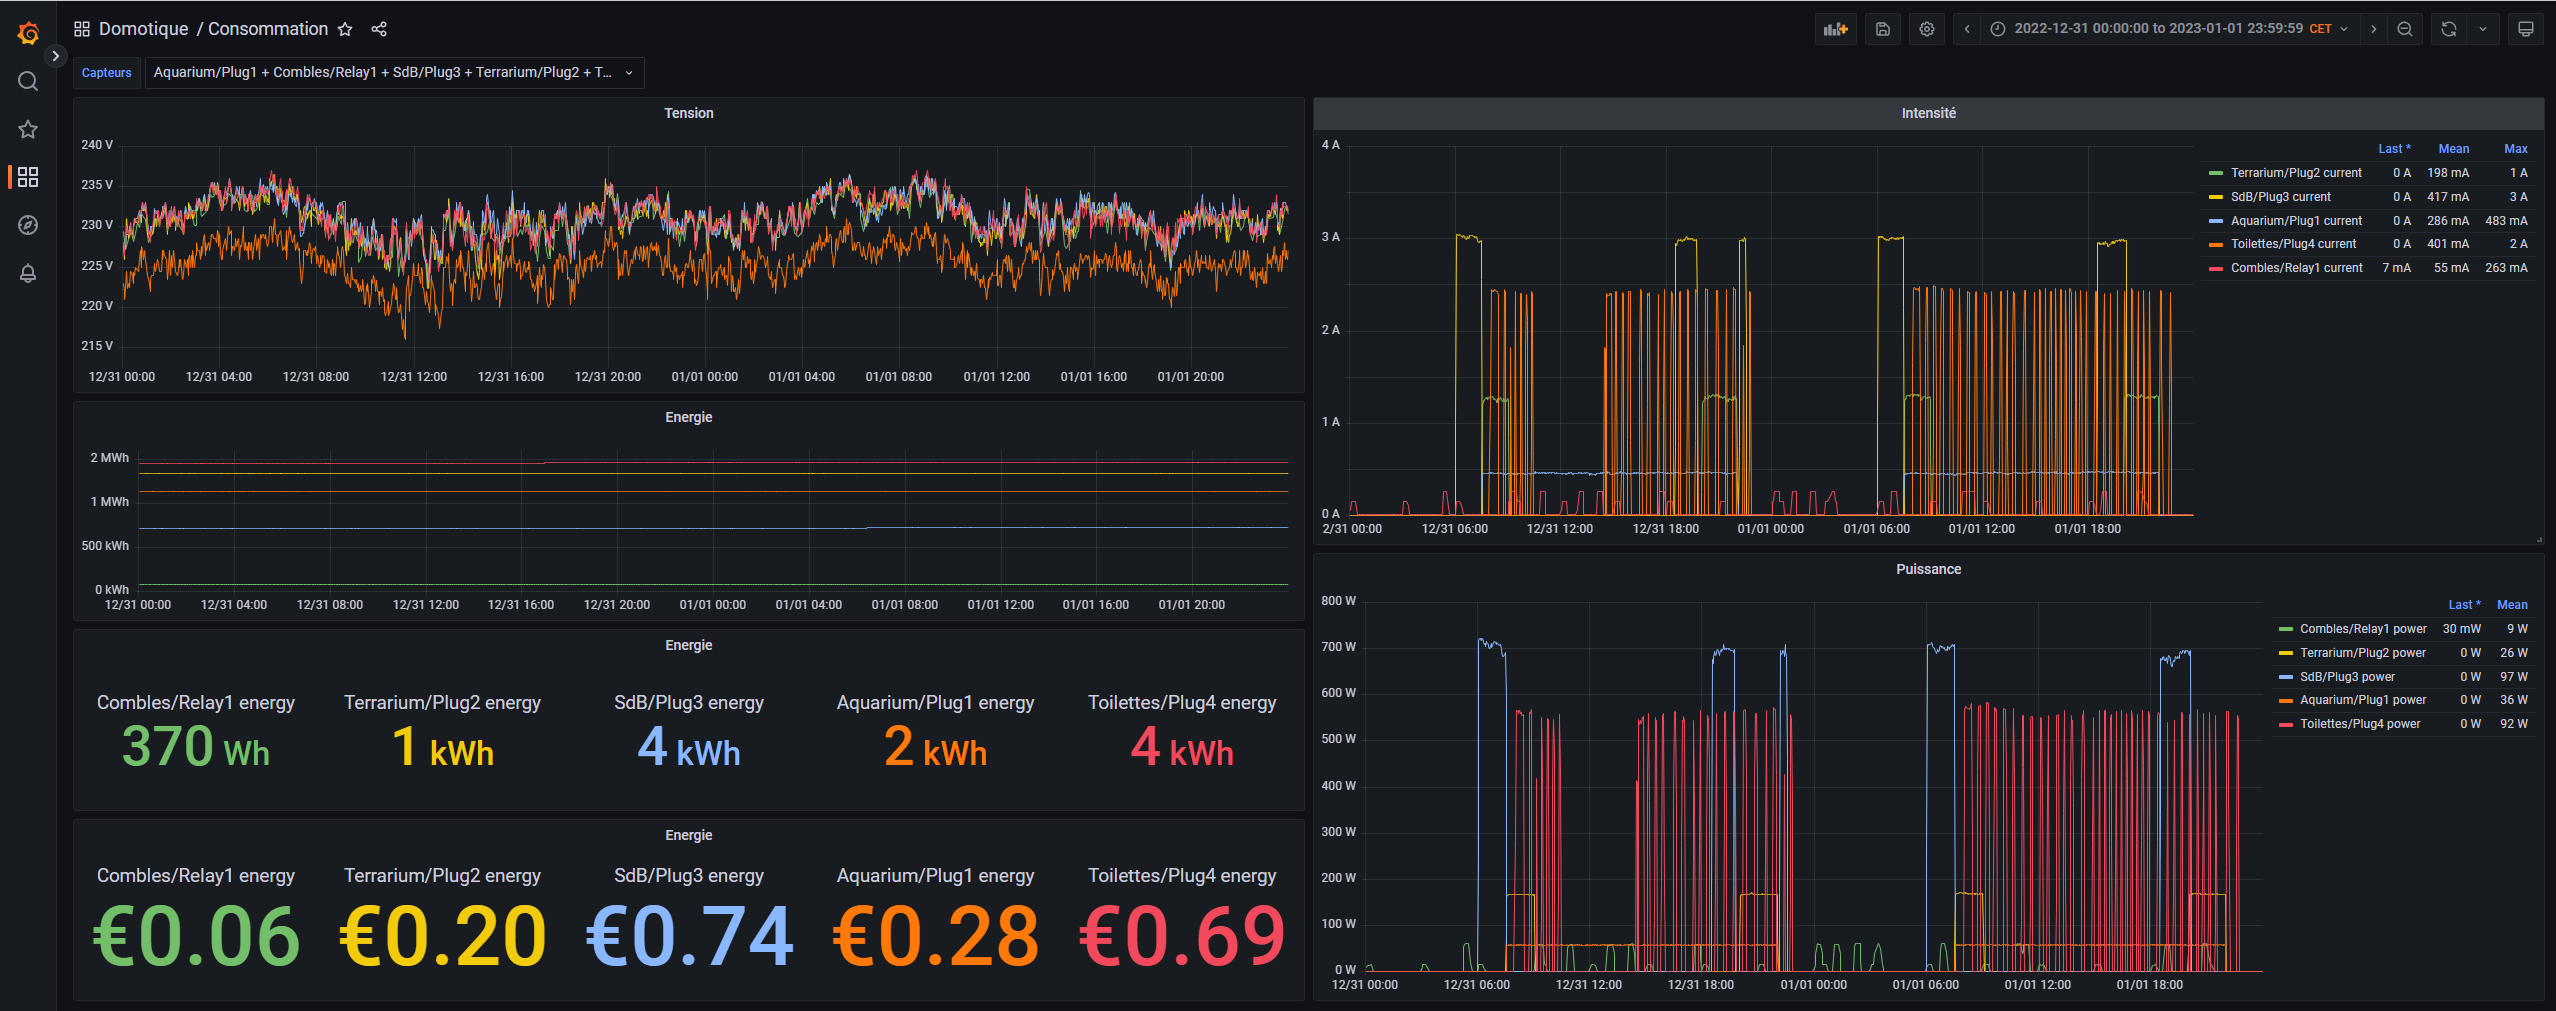 Domotique / Consommation
2022-12-31 00:00:00 to 2023-01-01 23:59:59 CET
Capteurs
Aquarium/Plug1 + Combles/Relay1 + SdB/Plug3 + Terrarium/Plug2 + T...
Tension
240 V
235 V
230 V
225 V
220 V
215 V
12/31 00:00 12/31 04:00 12/31 08:00 12/31 12:00 12/31 16:00 12/31 20:00 01/01 00:00 01/01 04:00 01/01 08:00 01/01 12:00 01/01 16:00 01/01 20:00
Energie
2 MWh
1 MWh
500 kWh
0 kWh
12/31 00:00 12/31 04:00 12/31 08:00 12/31 12:00 12/31 16:00 12/31 20:00 01/01 00:00 01/01 04:00 01/01 08:00 01/01 12:00 01/01 16:00 01/01 20:00
Energie
Combles/Relay1 energy Terrarium/Plug2 energy SdB/Plug3 energy Aquarium/Plug1 energy Toilettes/Plug4 energy
370 Wh 1 kWh 4 kWh 2 kWh 4 kWh
Energie
Combles/Relay1 energy Terrarium/Plug2 energy SdB/Plug3 energy Aquarium/Plug1 energy Toilettes/Plug4 energy
€0.06 €0.20 €0.74 €0.28 €0.69
Intensité
4 A
3 A
2 A
1 A
0 A
2/31 00:00 12/31 06:00 12/31 12:00 12/31 18:00 01/01 00:00 01/01 06:00 01/01 12:00 01/01 18:00
Last * Mean Max
Terrarium/Plug2 current 0 A 198 mA 1 A
SdB/Plug3 current 0 A 417 mA 3 A
Aquarium/Plug1 current 0 A 286 mA 483 mA
Toilettes/Plug4 current 0 A 401 mA 2 A
Combles/Relay1 current 7 mA 55 mA 263 mA
Puissance
800 W
700 W
600 W
500 W
400 W
300 W
200 W
100 W
0 W
12/31 00:00 12/31 06:00 12/31 12:00 12/31 18:00 01/01 00:00 01/01 06:00 01/01 12:00 01/01 18:00
Last * Mean
Combles/Relay1 power 30 mW 9 W
Terrarium/Plug2 power 0 W 26 W
SdB/Plug3 power 0 W 97 W
Aquarium/Plug1 power 0 W 36 W
Toilettes/Plug4 power 0 W 92 W